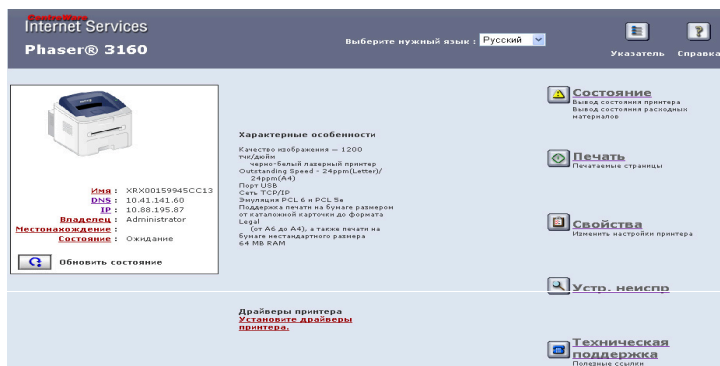 CentreWare
Internet Services
Phaser® 3160
Выберите нужный язык : Русский
Указатель Справка
Имя : XRX00159945CC13
DNS : 10.41.141.60
IP : 10.88.195.87
Владелец : Administrator
Местонахождение :
Состояние : Ожидание
Обновить состояние
Характерные особенности
Качество изображения — 1200
тчк/дюйм
черно-белый лазерный принтер
Outstanding Speed - 24ppm(Letter)/
24ppm(A4)
Порт USB
Сеть TCP/IP
Эмуляция PCL 6 и PCL 5e
Поддержка печати на бумаге размером
от каталожной карточки до формата
Legal
(от A6 до A4), а также печати на
бумаге нестандартного размера
64 MB RAM
Драйверы принтера
Установите драйверы
принтера.
Состояние
Вывод состояния принтера
Вывод состояния расходных
материалов
Печать
Печатаемые страницы
Свойства
Изменить настройки принтера
Устр. неиспр
Техническая
поддержка
Полезные ссылки